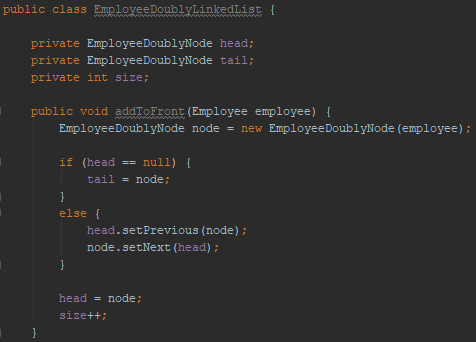 public class EmployeeDoublyLinkedList {
private EmployeeDoublyNode head;
private EmployeeDoublyNode tail;
private int size;
public void addToFront(Employee employee) {
EmployeeDoublyNode node = new EmployeeDoublyNode(employee);
if (head == null) {
tail = node;
}
else {
head.setPrevious(node);
node.setNext(head);
}
head = node;
size++;
}